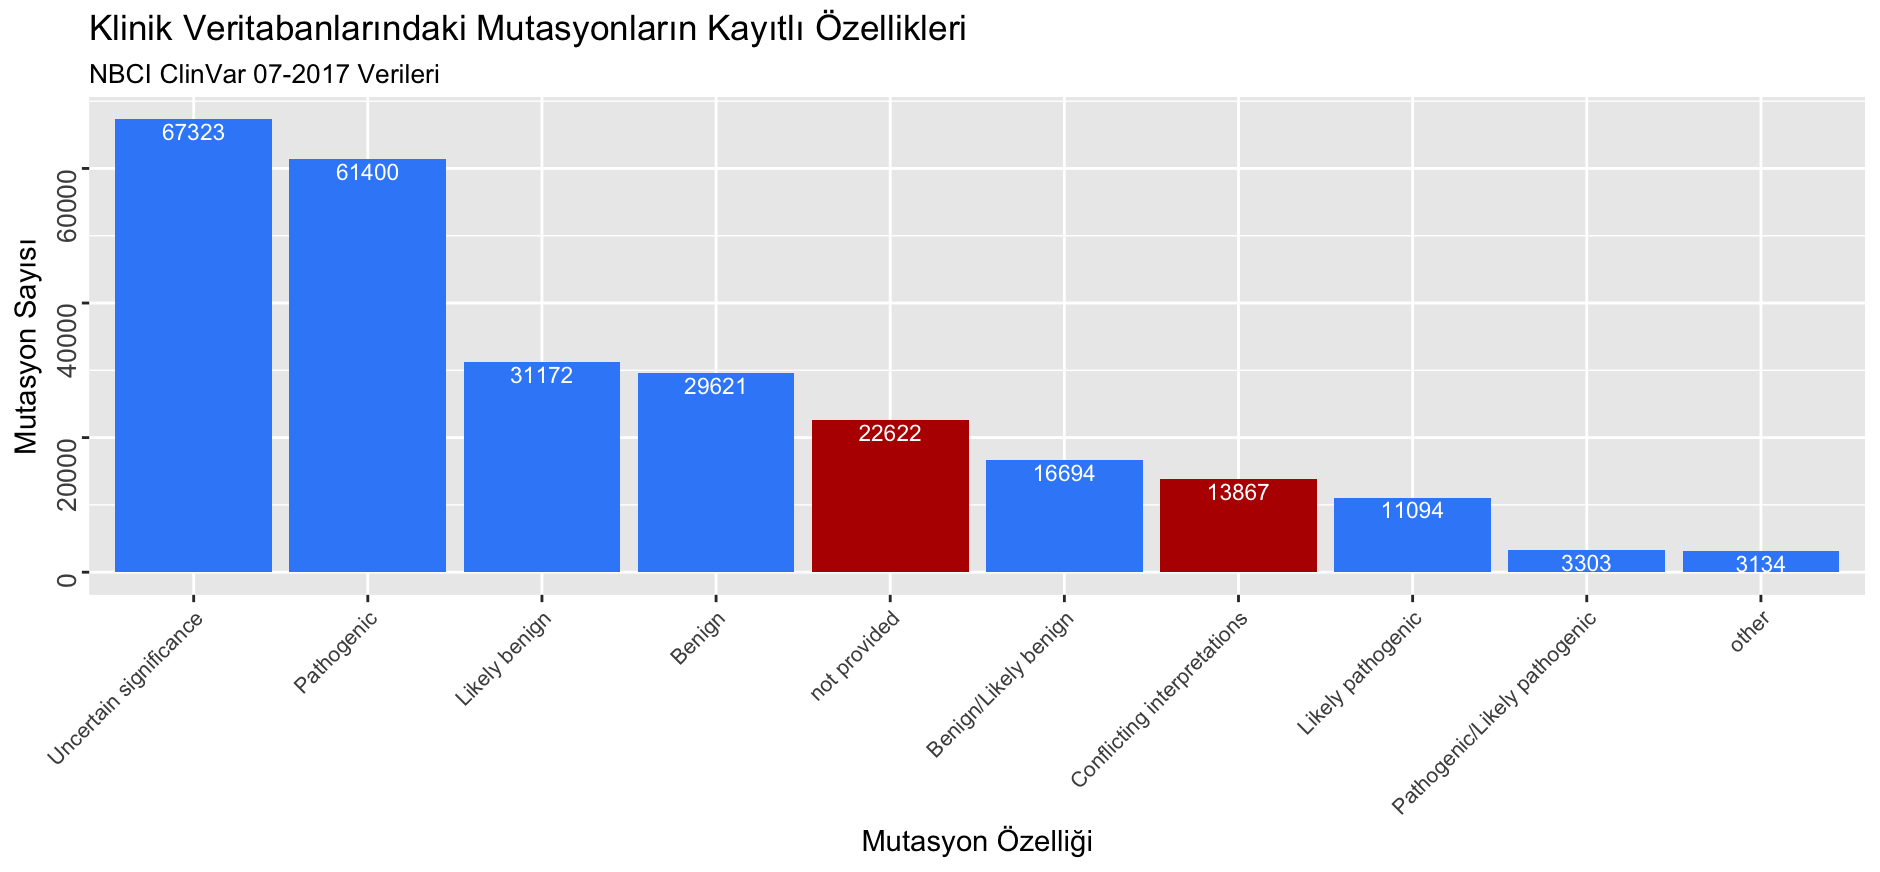 Klinik Veritabanlarındaki Mutasyonların Kayıtlı Özellikleri
NBCI ClinVar 07-2017 Verileri
Mutasyon Sayısı
60000
40000
20000
0
67323
61400
31172
29621
22622
16694
13867
11094
3303
3134
Uncertain significance
Pathogenic
Likely benign
Benign
not provided
Benign/Likely benign
Conflicting interpretations
Likely pathogenic
Pathogenic/Likely pathogenic
other
Mutasyon Özelliği